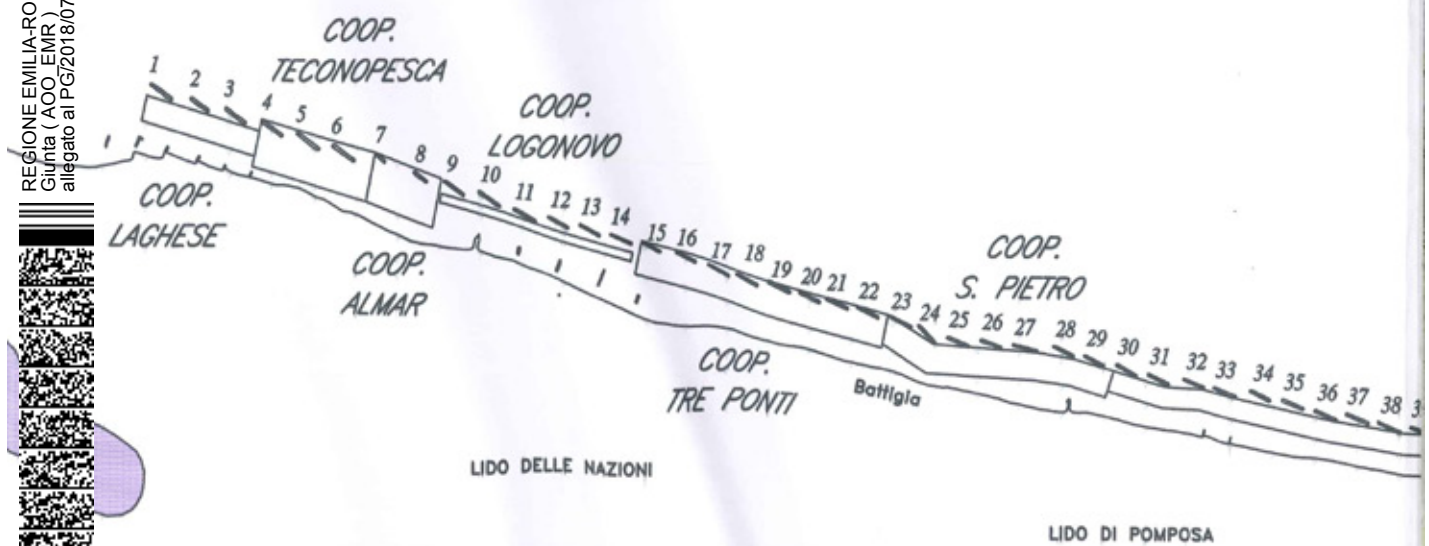 REGIONE EMILIA-RO
Giunta ( AOO_EMR )
allegato al PG/2018/07
COOP.
TECONOPESCA
COOP.
LOGONOVO
COOP.
LAGHESE
COOP.
ALMAR
COOP.
S. PIETRO
COOP.
TRE PONTI
Battigia
LIDO DELLE NAZIONI
LIDO DI POMPOSA
1 2 3 4 5 6 7 8 9 10 11 12 13 14 15 16 17 18 19 20 21 22 23 24 25 26 27 28 29 30 31 32 33 34 35 36 37 38